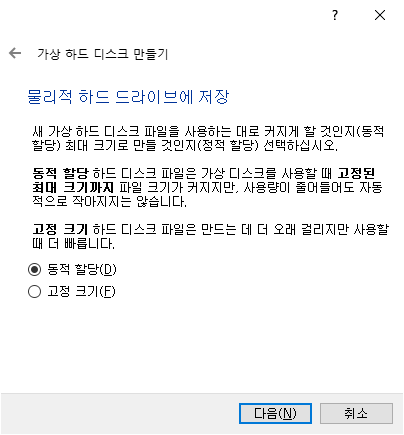 ?
가상 하드 디스크 만들기
물리적 하드 드라이브에 저장
새 가상 하드 디스크 파일을 사용하는 대로 커지게 할 것인지(동적
할당) 최대 크기로 만들 것인지(정적 할당) 선택하십시오.
동적 할당 하드 디스크 파일은 가상 디스크를 사용할 때 고정된
최대 크기까지 파일 크기가 커지지만, 사용량이 줄어들어도 자동
적으로 작아지지는 않습니다.
고정 크기 하드 디스크 파일은 만드는 데 더 오래 걸리지만 사용할
때 더 빠릅니다.
동적 할당(D)
고정 크기(F)
다음(N)
취소